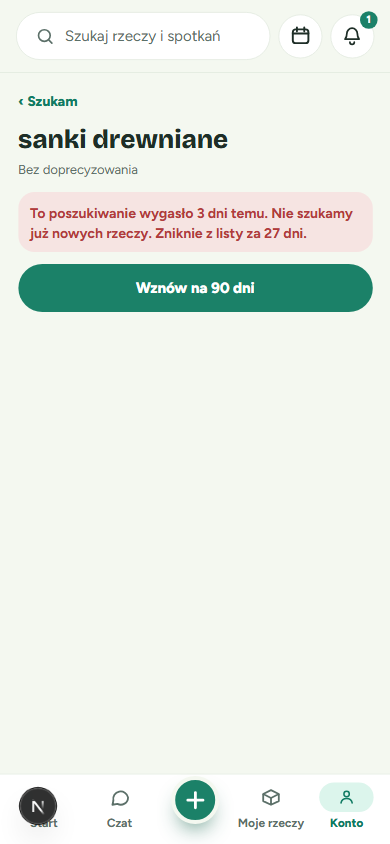 Szukaj rzeczy i spotkań
1
‹ Szukam
sanki drewniane
Bez doprecyzowania
To poszukiwanie wygasło 3 dni temu. Nie szukamy
już nowych rzeczy. Zniknie z listy za 27 dni.
Wznów na 90 dni
N
Start
Czat
Moje rzeczy
Konto